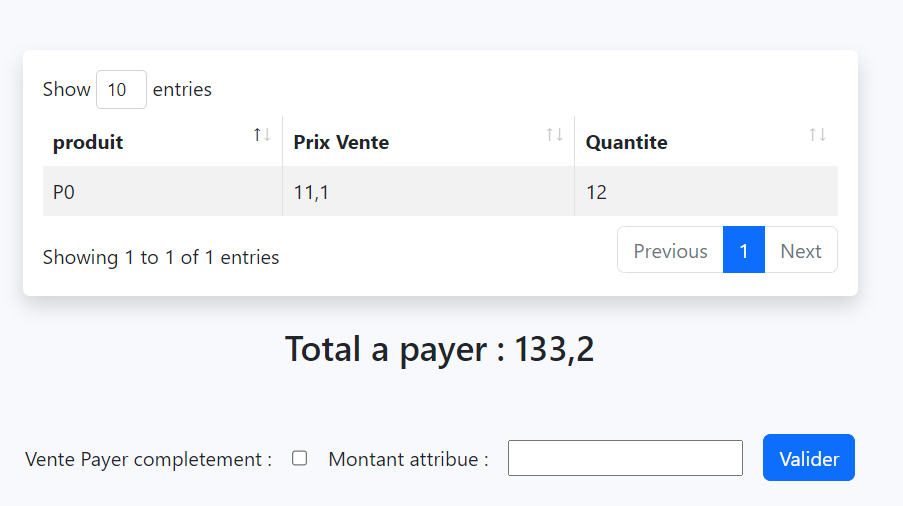 Show 10 entries
produit Prix Vente Quantite
P0 11,1 12
Showing 1 to 1 of 1 entries Previous 1 Next
Total a payer : 133,2
Vente Payer completement : Montant attribue : Valider